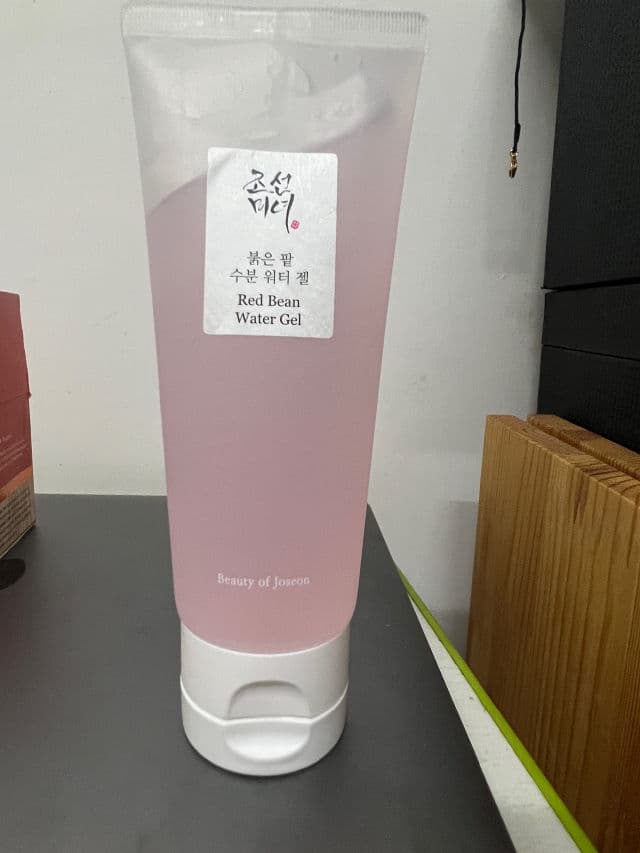 조선
미녀
붉은 팥
수분 워터 젤
Red Bean
Water Gel
Beauty of Joseon